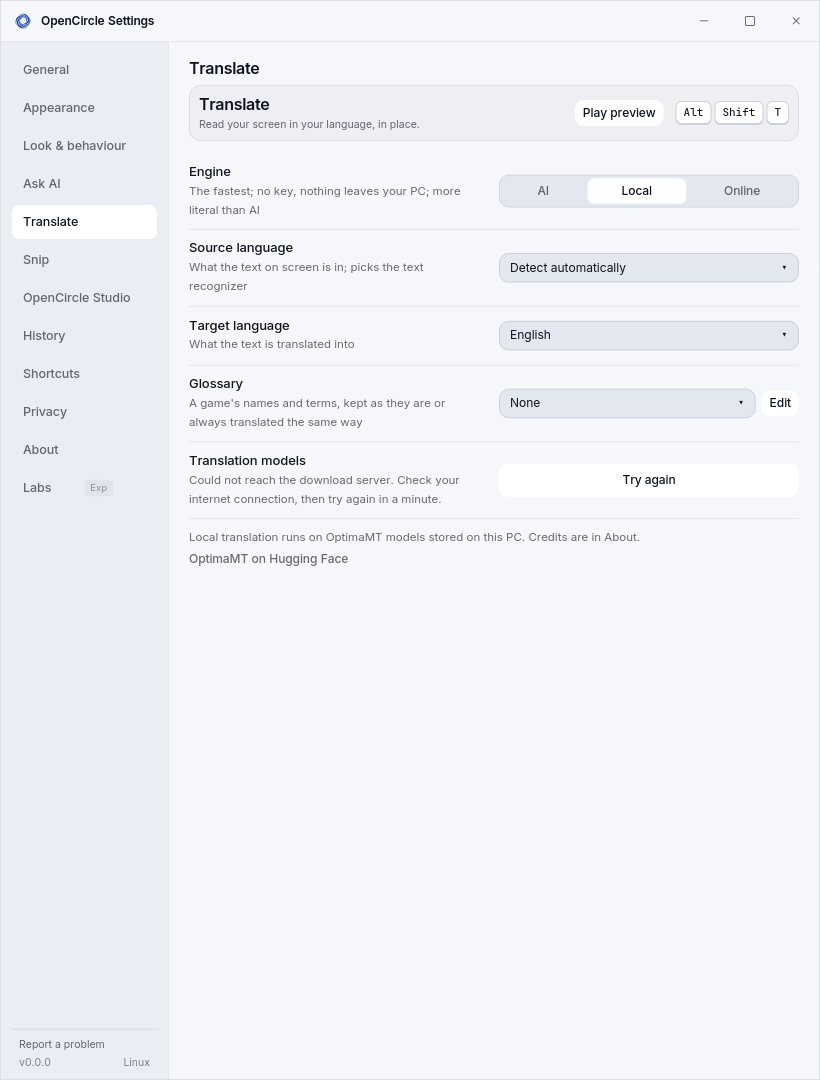 OpenCircle Settings
General
Appearance
Look & behaviour
Ask AI
Translate
Snip
OpenCircle Studio
History
Shortcuts
Privacy
About
Labs Exp
Report a problem
v0.0.0 Linux
Translate
Translate
Read your screen in your language, in place.
Play preview Alt Shift T
Engine
The fastest; no key, nothing leaves your PC; more
literal than AI
AI Local Online
Source language
What the text on screen is in; picks the text
recognizer
Detect automatically
Target language
What the text is translated into
English
Glossary
A game's names and terms, kept as they are or
always translated the same way
None Edit
Translation models
Could not reach the download server. Check your
internet connection, then try again in a minute.
Try again
Local translation runs on OptimaMT models stored on this PC. Credits are in About.
OptimaMT on Hugging Face